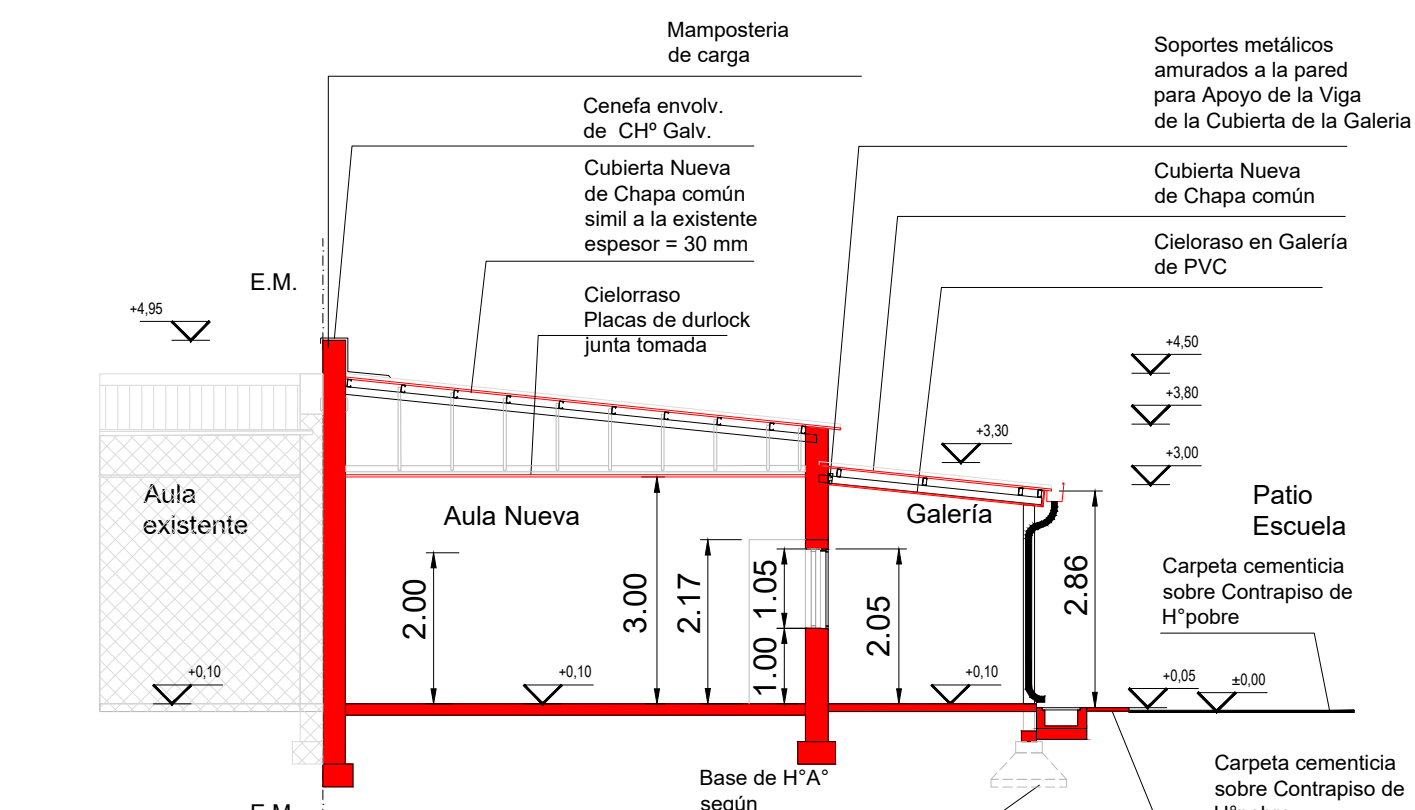 Mamposteria
de carga
Soportes metálicos
amurados a la pared
para Apoyo de la Viga
de la Cubierta de la Galeria
Cenefa envolv.
de CHº Galv.
Cubierta Nueva
de Chapa común
simil a la existente
espesor = 30 mm
Cubierta Nueva
de Chapa común
Cieloraso en Galería
de PVC
E.M.
Cielorraso
Placas de durlock
junta tomada
+4,95
+4,50
+3,80
+3,30
+3,00
Aula
existente
Aula Nueva
Galería
Patio
Escuela
Carpeta cementicia
sobre Contrapiso de
H°pobre
2.00
3.00
2.17
1.05
1.00
2.05
2.86
+0,10
+0,10
+0,10
+0,05
±0,00
Base de H°A°
según
Carpeta cementicia
sobre Contrapiso de
H°pobre
E.M.